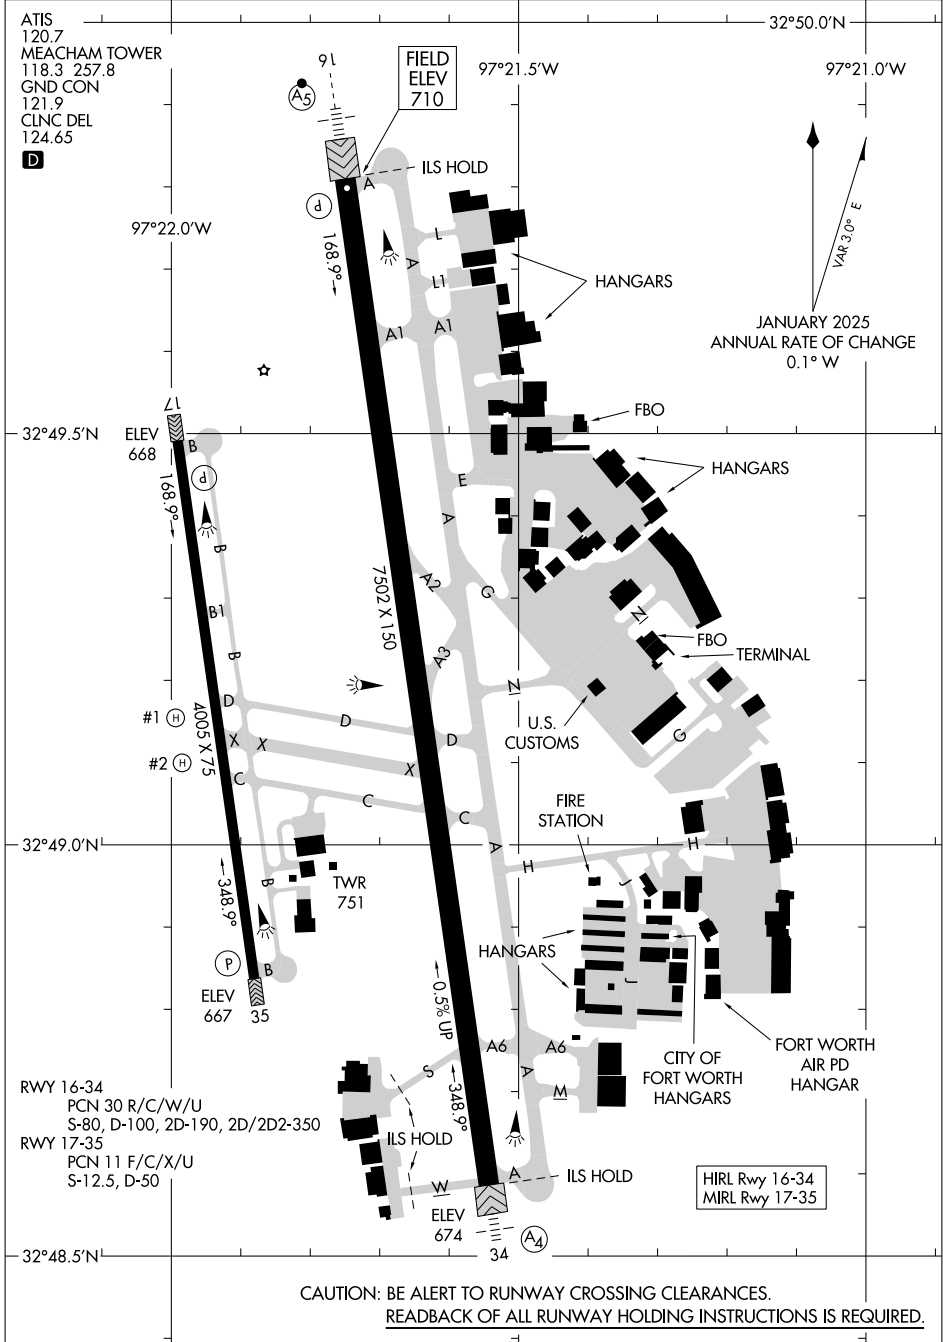 ATIS
120.7
MEACHAM TOWER
118.3 257.8
GND CON
121.9
CLNC DEL
124.65
D
32°50.0'N
97°21.5'W
97°21.0'W
97°22.0'W
16
A5
FIELD
ELEV
710
ILS HOLD
A
P
168.9°
L
A
L1
A1
A1
HANGARS
VAR 3.0° E
JANUARY 2025
ANNUAL RATE OF CHANGE
0.1° W
17
ELEV
668
32°49.5'N
B
P
168.9°
FBO
HANGARS
E
A
B
A2
G
7502 X 150
B1
N
FBO
TERMINAL
B
A3
N
D
D
#1 H
4005 X 75
U.S.
CUSTOMS
G
X
X
D
#2 H
X
C
C
C
FIRE
STATION
32°49.0'N
A
H
H
TWR
751
B
J
348.9°
HANGARS
P
B
J
ELEV
667
35
0.5% UP
A6
A6
S
A
M
CITY OF
FORT WORTH
HANGARS
FORT WORTH
AIR PD
HANGAR
348.9°
RWY 16-34
PCN 30 R/C/W/U
S-80, D-100, 2D-190, 2D/2D2-350
RWY 17-35
PCN 11 F/C/X/U
S-12.5, D-50
ILS HOLD
A
ILS HOLD
W
ELEV
674
HIRL Rwy 16-34
MIRL Rwy 17-35
A4
34
32°48.5'N
CAUTION: BE ALERT TO RUNWAY CROSSING CLEARANCES.
READBACK OF ALL RUNWAY HOLDING INSTRUCTIONS IS REQUIRED.